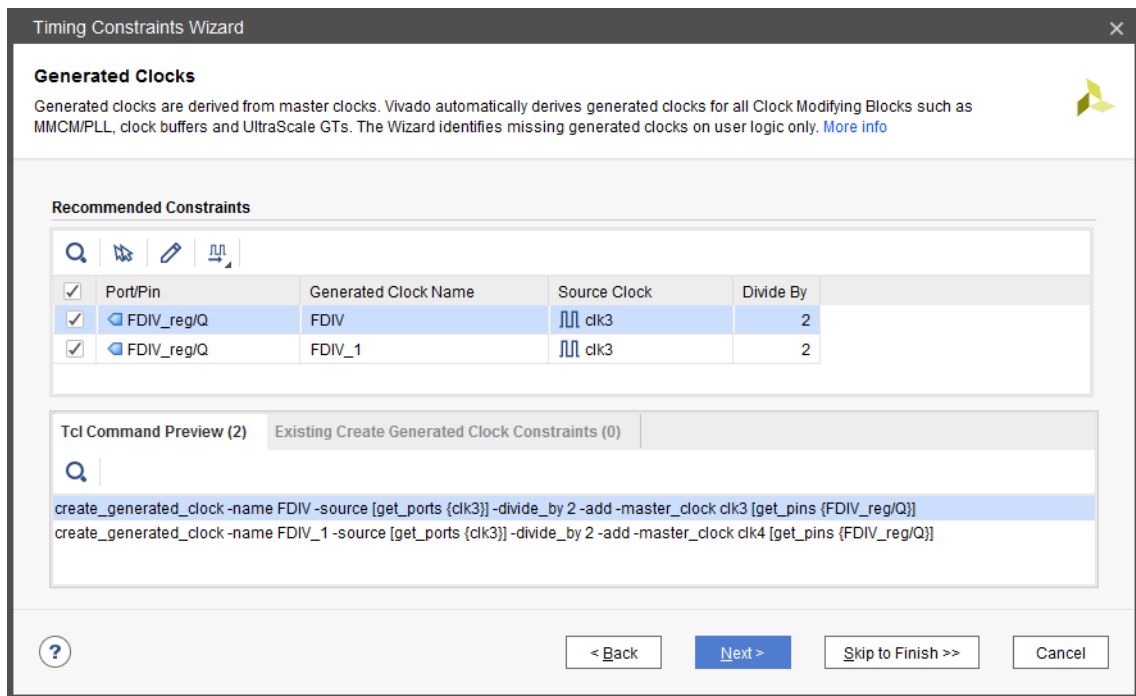 Timing Constraints Wizard
Generated Clocks
Generated clocks are derived from master clocks. Vivado automatically derives generated clocks for all Clock Modifying Blocks such as
MMCM/PLL, clock buffers and UltraScale GTs. The Wizard identifies missing generated clocks on user logic only. More info
Recommended Constraints
Port/Pin Generated Clock Name Source Clock Divide By
FDIV_reg/Q FDIV clk3 2
FDIV_reg/Q FDIV_1 clk3 2
Tcl Command Preview (2) Existing Create Generated Clock Constraints (0)
create_generated_clock -name FDIV -source [get_ports {clk3}] -divide_by 2 -add -master_clock clk3 [get_pins {FDIV_reg/Q}]
create_generated_clock -name FDIV_1 -source [get_ports {clk3}] -divide_by 2 -add -master_clock clk4 [get_pins {FDIV_reg/Q}]
? < Back Next > Skip to Finish >> Cancel